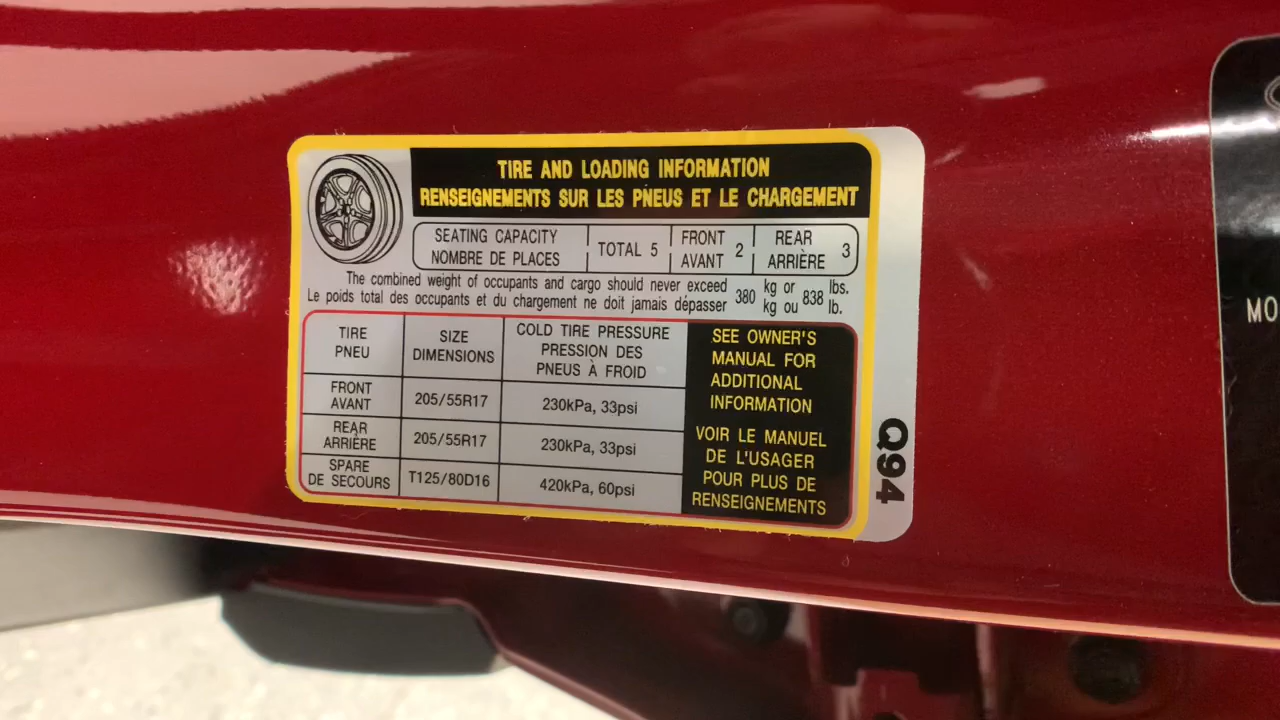 TIRE AND LOADING INFORMATION
RENSEIGNEMENTS SUR LES PNEUS ET LE CHARGEMENT
SEATING CAPACITY
NOMBRE DE PLACES
TOTAL 5
FRONT
AVANT
2
REAR
ARRIÈRE
3
The combined weight of occupants and cargo should never exceed
Le poids total des occupants et du chargement ne doit jamais dépasser
380
kg or
kg ou
838
lbs.
lb.
TIRE
PNEU
SIZE
DIMENSIONS
COLD TIRE PRESSURE
PRESSION DES
PNEUS À FROID
FRONT
AVANT
205/55R17
230kPa, 33psi
REAR
ARRIÈRE
205/55R17
230kPa, 33psi
SPARE
DE SECOURS
T125/80D16
420kPa, 60psi
SEE OWNER'S
MANUAL FOR
ADDITIONAL
INFORMATION
VOIR LE MANUEL
DE L'USAGER
POUR PLUS DE
RENSEIGNEMENTS
Q94
MO